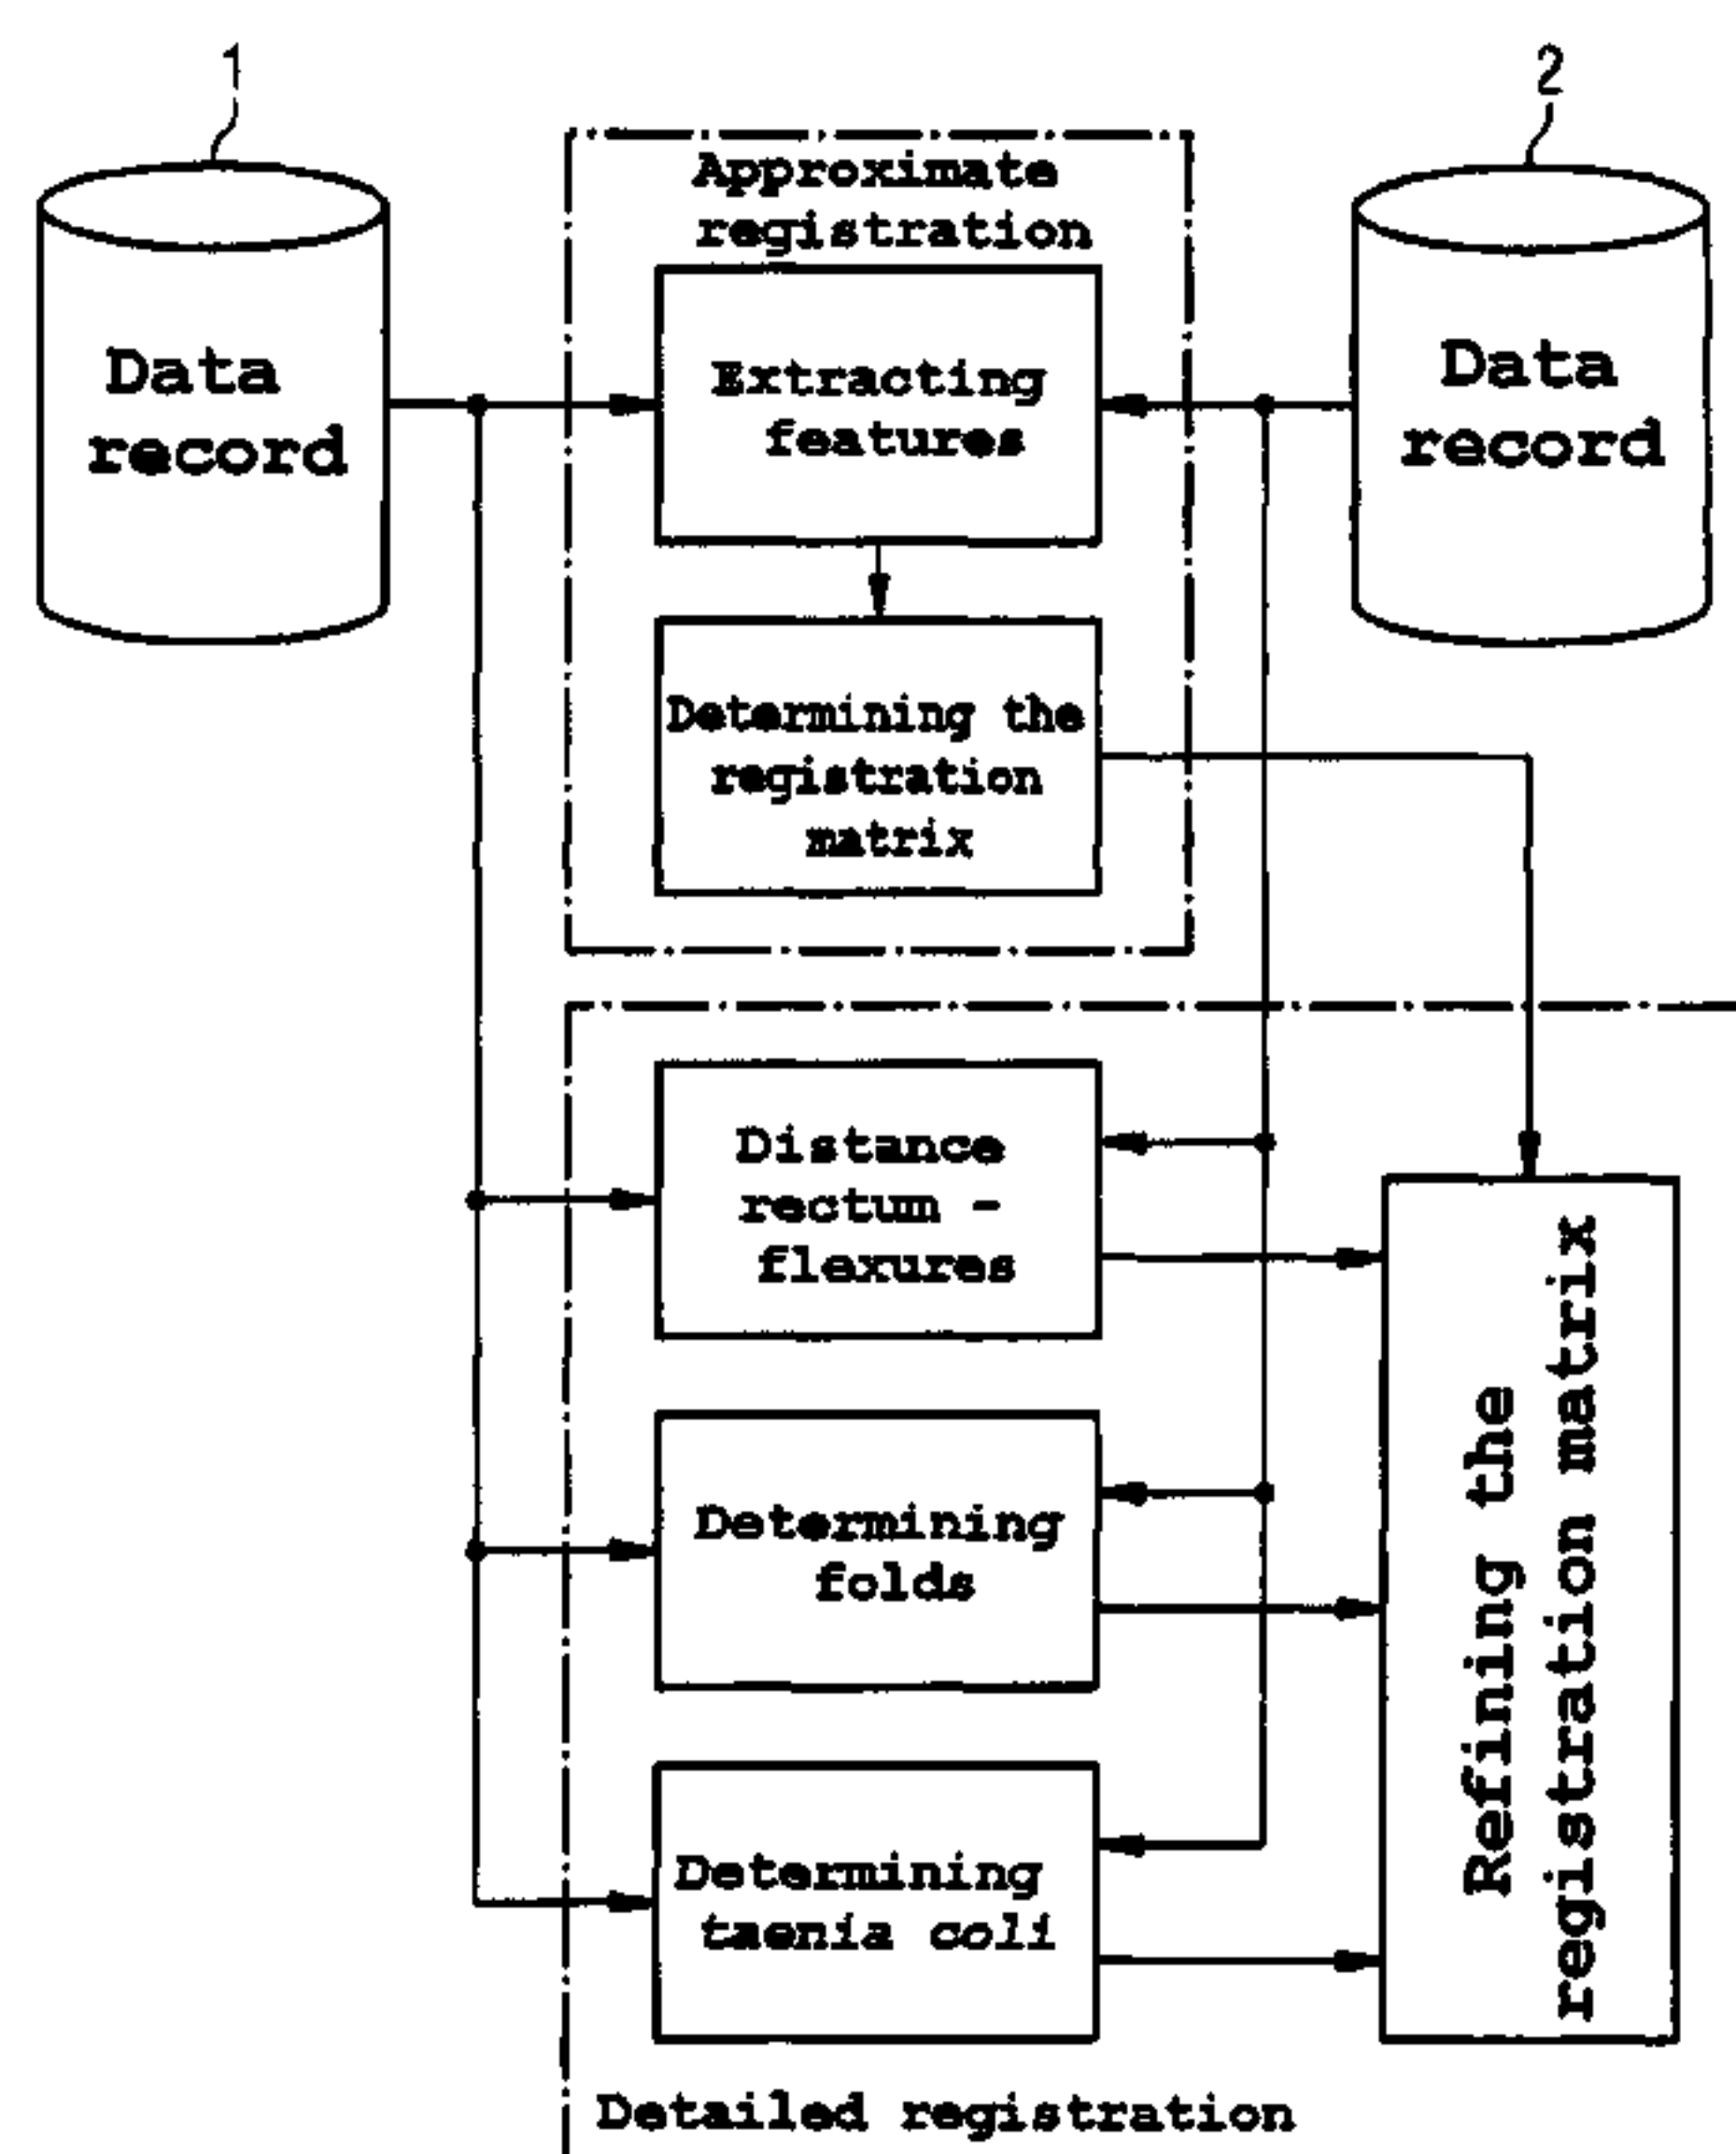 1
2
Approximate
registration
Data
record
Extracting
features
Data
record
Determining the
registration
matrix
Distance
rectum -
flexures
Determining
folds
Determining
taenia coli
Refining the
registration matrix
Detailed registration